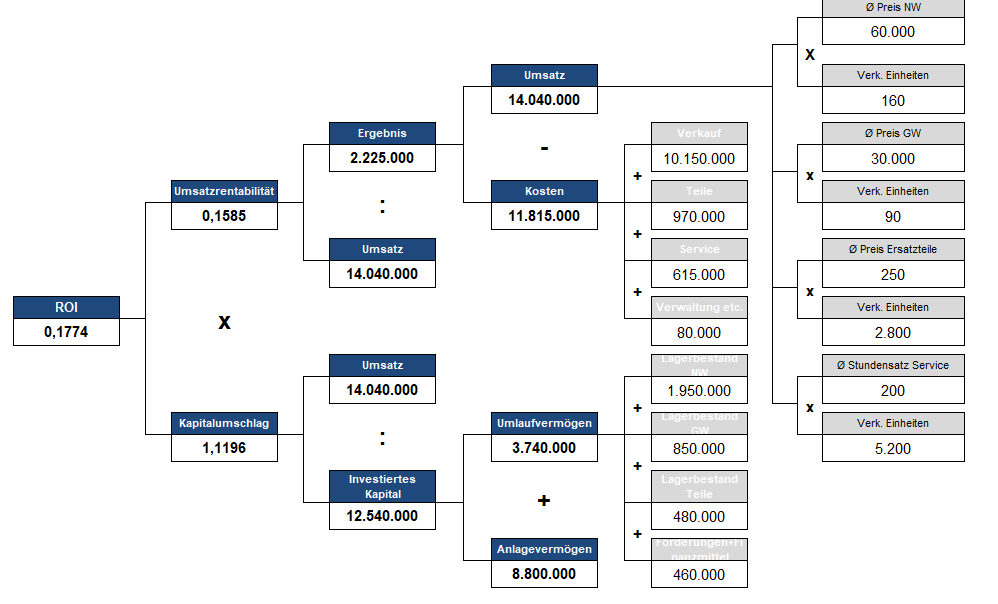 Ø Preis NW
60.000
X
Verk. Einheiten
160
Umsatz
14.040.000
-
Ergebnis
2.225.000
Verkauf
10.150.000
+
Ø Preis GW
30.000
x
Umsatzrentabilität
0,1585
:
Kosten
11.815.000
Teile
970.000
+
Verk. Einheiten
90
Umsatz
14.040.000
Service
615.000
+
Ø Preis Ersatzteile
250
x
ROI
0,1774
x
Verwaltung etc.
80.000
Verk. Einheiten
2.800
Umsatz
14.040.000
Lagerbestand
NW
1.950.000
+
Ø Stundensatz Service
200
x
Kapitalumschlag
1,1196
:
Umlaufvermögen
3.740.000
Lagerbestand
GW
850.000
+
Verk. Einheiten
5.200
Investiertes
Kapital
12.540.000
+
Lagerbestand
Teile
480.000
+
Anlagevermögen
8.800.000
Forderungen+Fi
nanzmittel
460.000